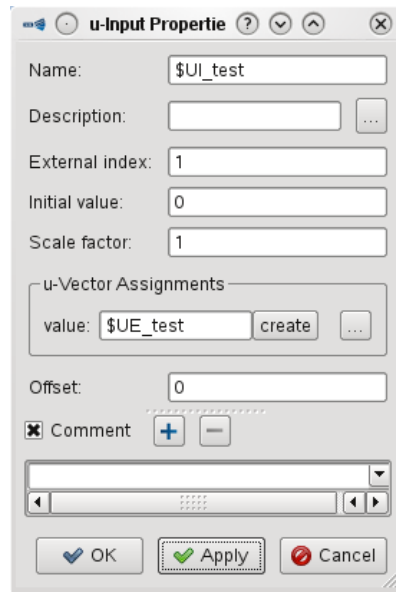 u-Input Propertie
Name: $UI_test
Description: ...
External index: 1
Initial value: 0
Scale factor: 1
u-Vector Assignments
value: $UE_test create ...
Offset: 0
Comment
OK Apply Cancel